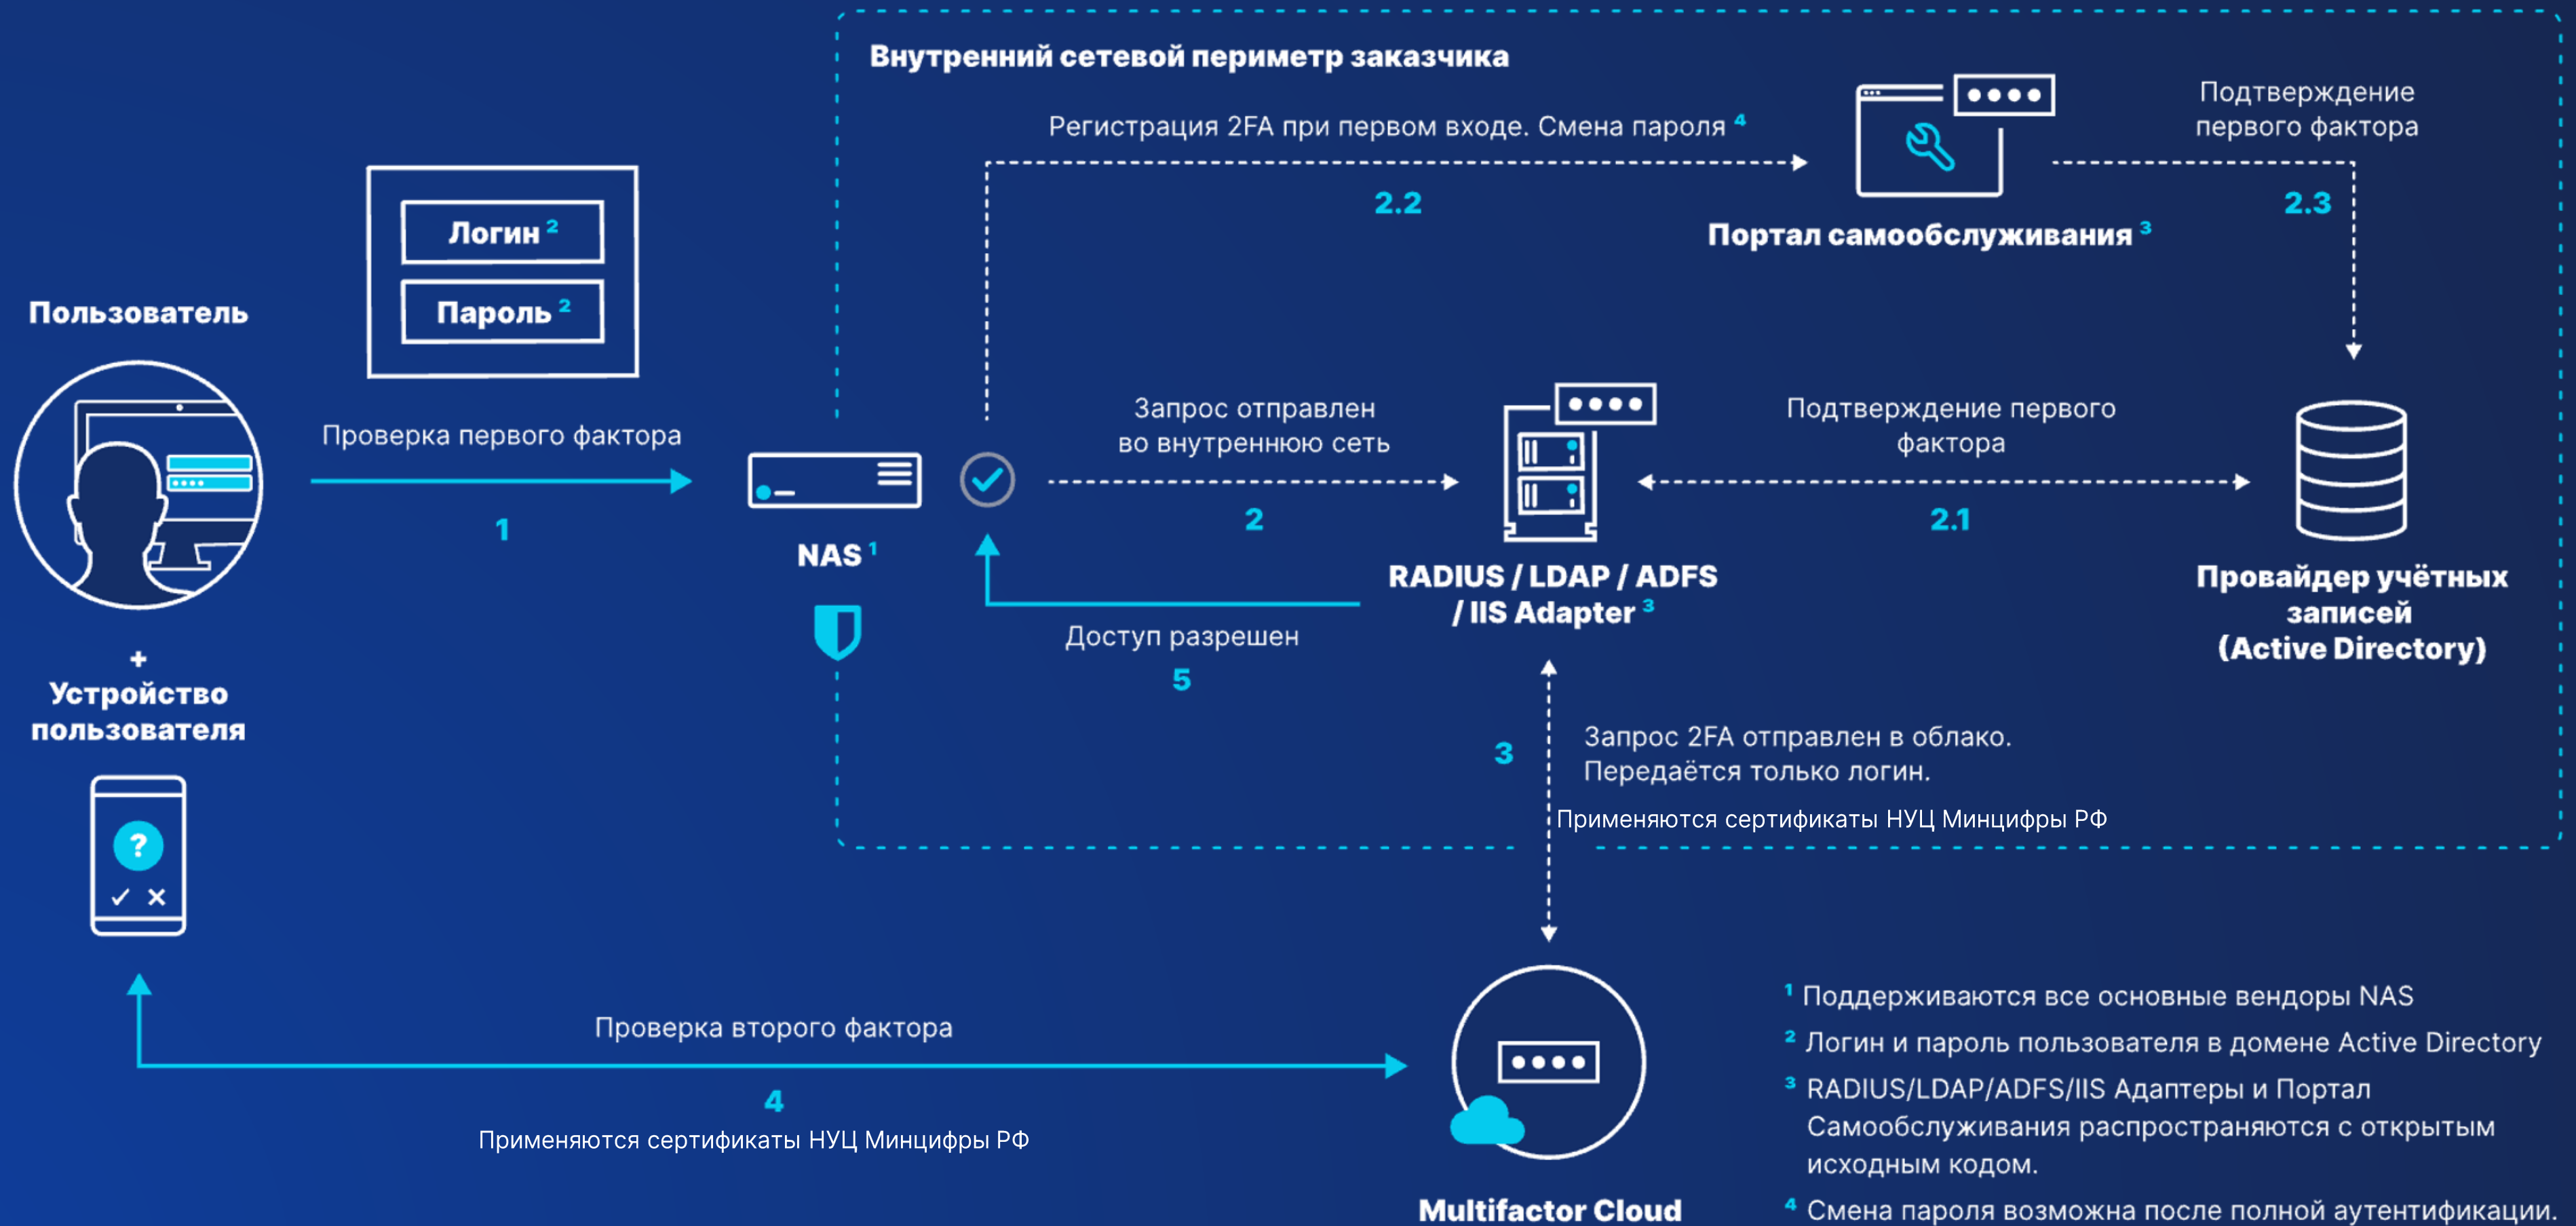 Внутренний сетевой периметр заказчика
Регистрация 2FA при первом входе. Смена пароля ⁴
2.2
Портал самообслуживания ³
Подтверждение
первого фактора
2.3
Логин ²
Пароль ²
Пользователь
Проверка первого фактора
1
NAS ¹
Запрос отправлен
во внутреннюю сеть
2
RADIUS / LDAP / ADFS
/ IIS Adapter ³
Подтверждение первого
фактора
2.1
Провайдер учётных
записей
(Active Directory)
Доступ разрешен
5
+
Устройство
пользователя
?
3
Запрос 2FA отправлен в облако.
Передаётся только логин.
Применяются сертификаты НУЦ Минцифры РФ
Проверка второго фактора
4
Применяются сертификаты НУЦ Минцифры РФ
Multifactor Cloud
¹ Поддерживаются все основные вендоры NAS
² Логин и пароль пользователя в домене Active Directory
³ RADIUS/LDAP/ADFS/IIS Адаптеры и Портал
Самообслуживания распространяются с открытым
исходным кодом.
⁴ Смена пароля возможна после полной аутентификации.